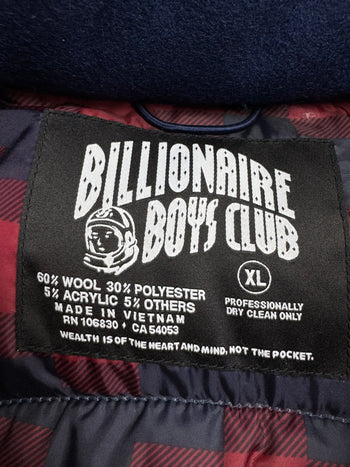 BILLIONAIRE
BOYS CLUB
XL
60% WOOL 30% POLYESTER
5% ACRYLIC 5% OTHERS
MADE IN VIETNAM
RN 106830 • CA 54053
PROFESSIONALLY
DRY CLEAN ONLY
WEALTH IS OF THE HEART AND MIND, NOT THE POCKET.